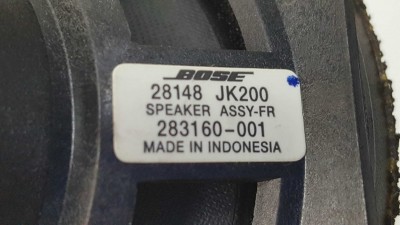 BOSE
28148 JK200
SPEAKER ASSY-FR
283160-001
MADE IN INDONESIA